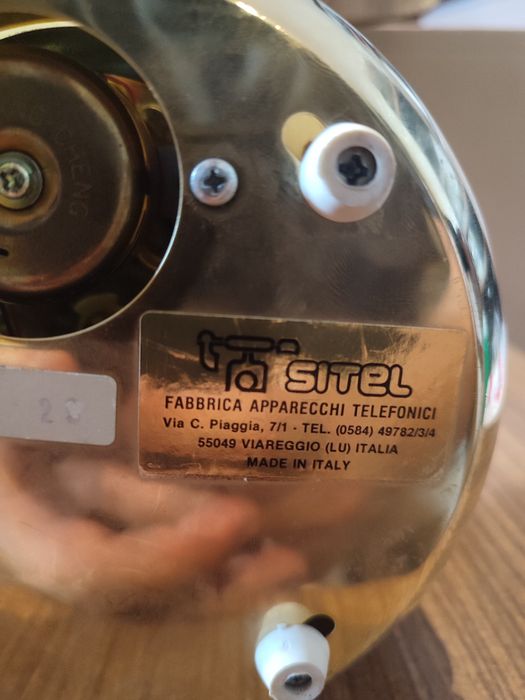 CHENG
SITEL
FABBRICA APPARECCHI TELEFONICI
Via C. Piaggia, 7/1 - TEL. (0584) 49782/3/4
55049 VIAREGGIO (LU) ITALIA
MADE IN ITALY